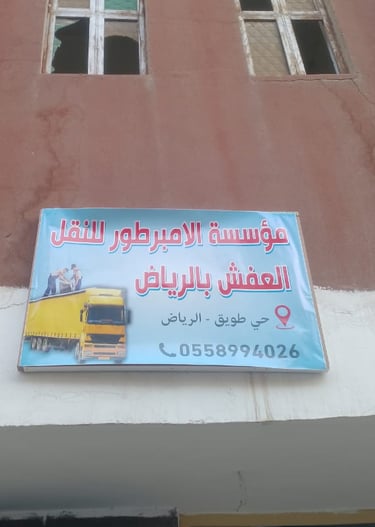 مؤسسة الامبرطور للنقل
العفش بالرياض
حي طويق - الرياض
0558994026